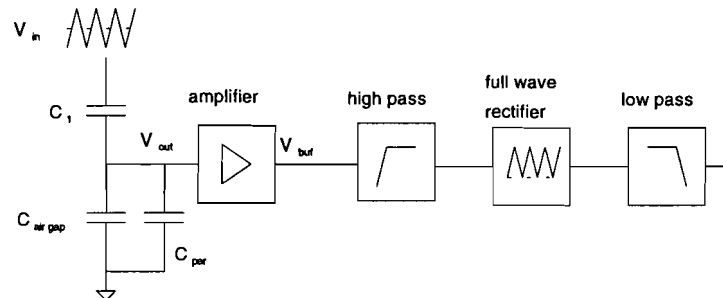 V in
C 1
amplifier
V out
V buf
high pass
full wave
rectifier
low pass
C air gap
C par